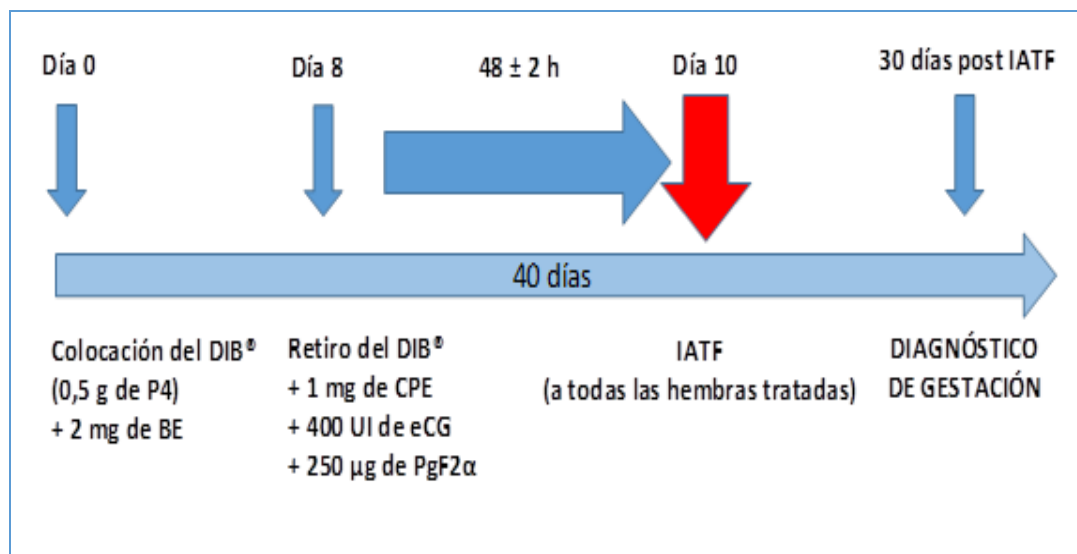 Día 0
Día 8
48 ± 2 h
Día 10
30 días post IATF
40 días
Colocación del DIB®
(0,5 g de P4)
+ 2 mg de BE
Retiro del DIB®
+ 1 mg de CPE
+ 400 UI de eCG
+ 250 µg de PgF2α
IATF
(a todas las hembras tratadas)
DIAGNÓSTICO
DE GESTACIÓN